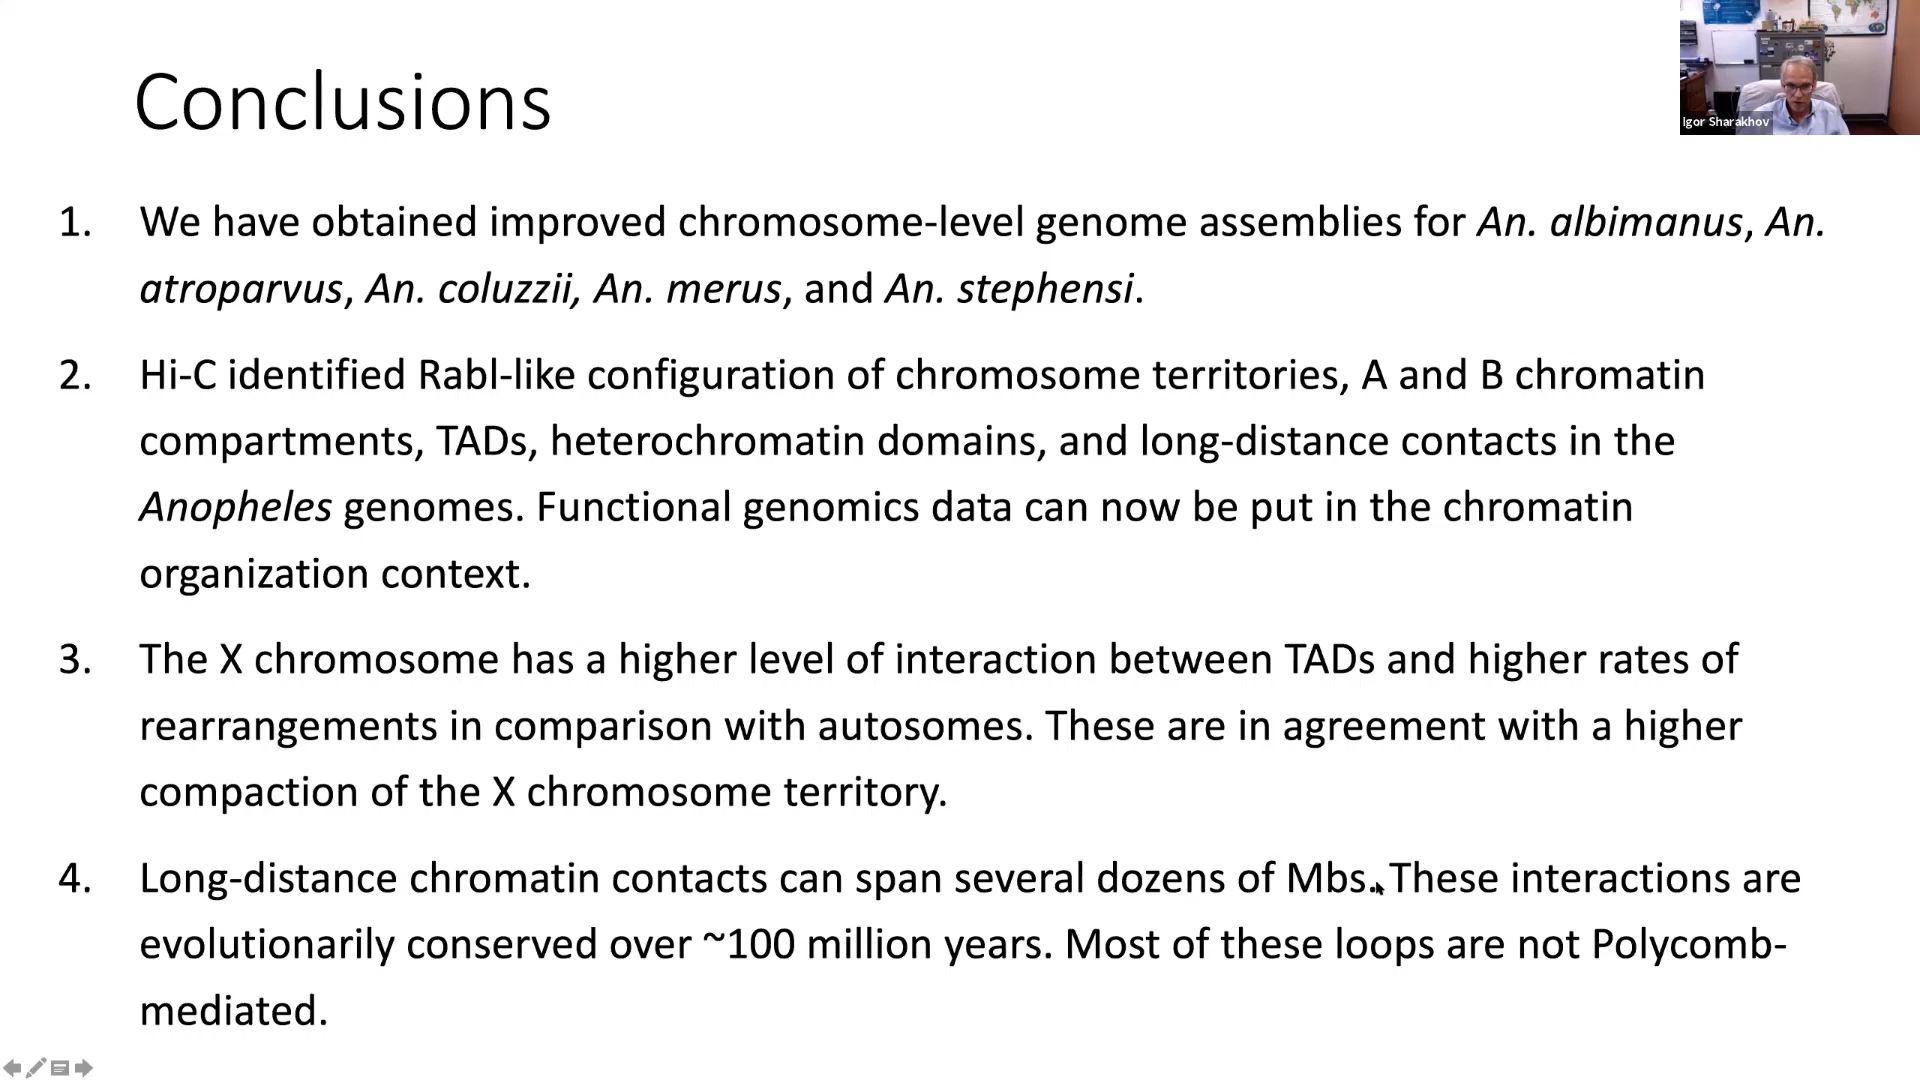 Conclusions
Igor Sharakhov
1. We have obtained improved chromosome-level genome assemblies for An. albimanus, An.
atroparvus, An. coluzzii, An. merus, and An. stephensi.
2. Hi-C identified Rabl-like configuration of chromosome territories, A and B chromatin
compartments, TADs, heterochromatin domains, and long-distance contacts in the
Anopheles genomes. Functional genomics data can now be put in the chromatin
organization context.
3. The X chromosome has a higher level of interaction between TADs and higher rates of
rearrangements in comparison with autosomes. These are in agreement with a higher
compaction of the X chromosome territory.
4. Long-distance chromatin contacts can span several dozens of Mbs. These interactions are
evolutionarily conserved over ~100 million years. Most of these loops are not Polycomb-
mediated.